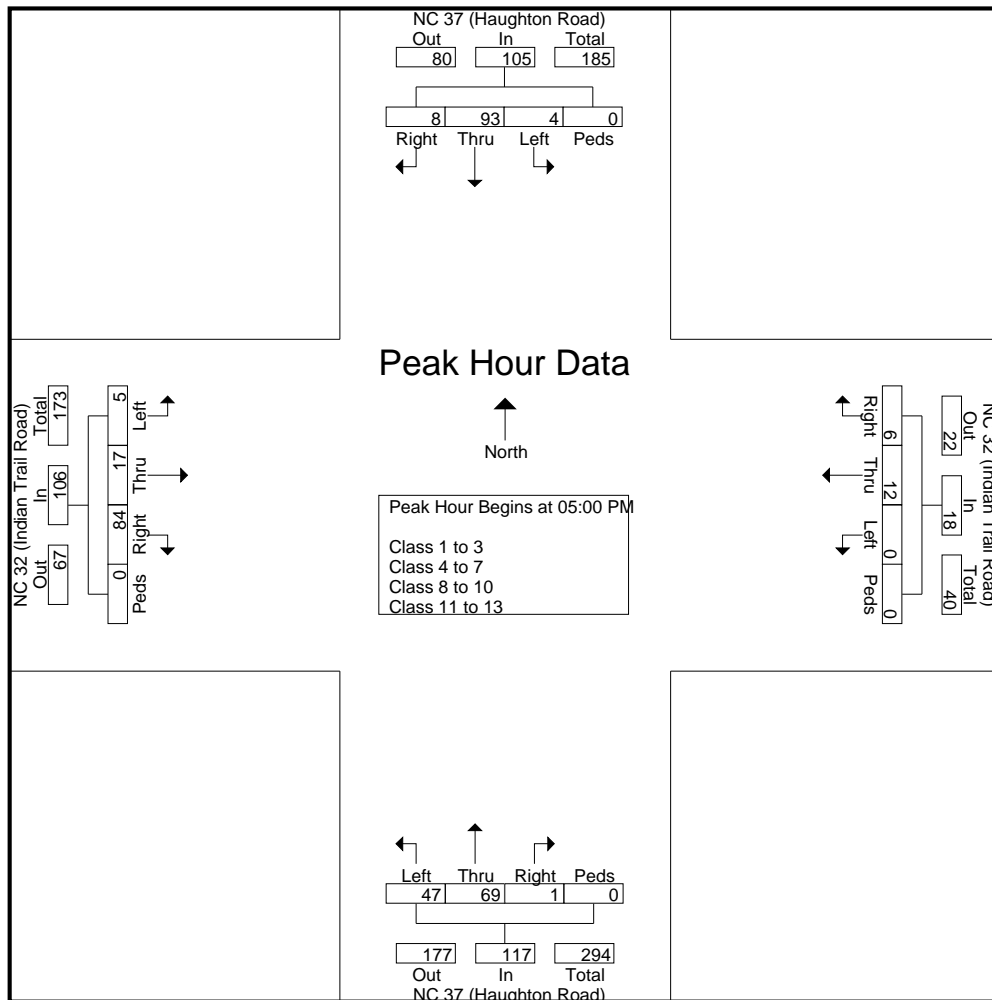 NC 37 (Haughton Road)
Out In Total
80 105 185
8 93 4 0
Right Thru Left Peds
Peak Hour Data
North
Peak Hour Begins at 05:00 PM
Class 1 to 3
Class 4 to 7
Class 8 to 10
Class 11 to 13
NC 32 (Indian Trail Road)
Total In Out
173 106 67
5 17 84 0
Left Thru Right Peds
Right Thru Left Peds
6 12 0 0
22 18 40
Out In Total
NC 32 (Indian Trail Road)
Left Thru Right Peds
47 69 1 0
177 117 294
Out In Total
NC 37 (Haughton Road)